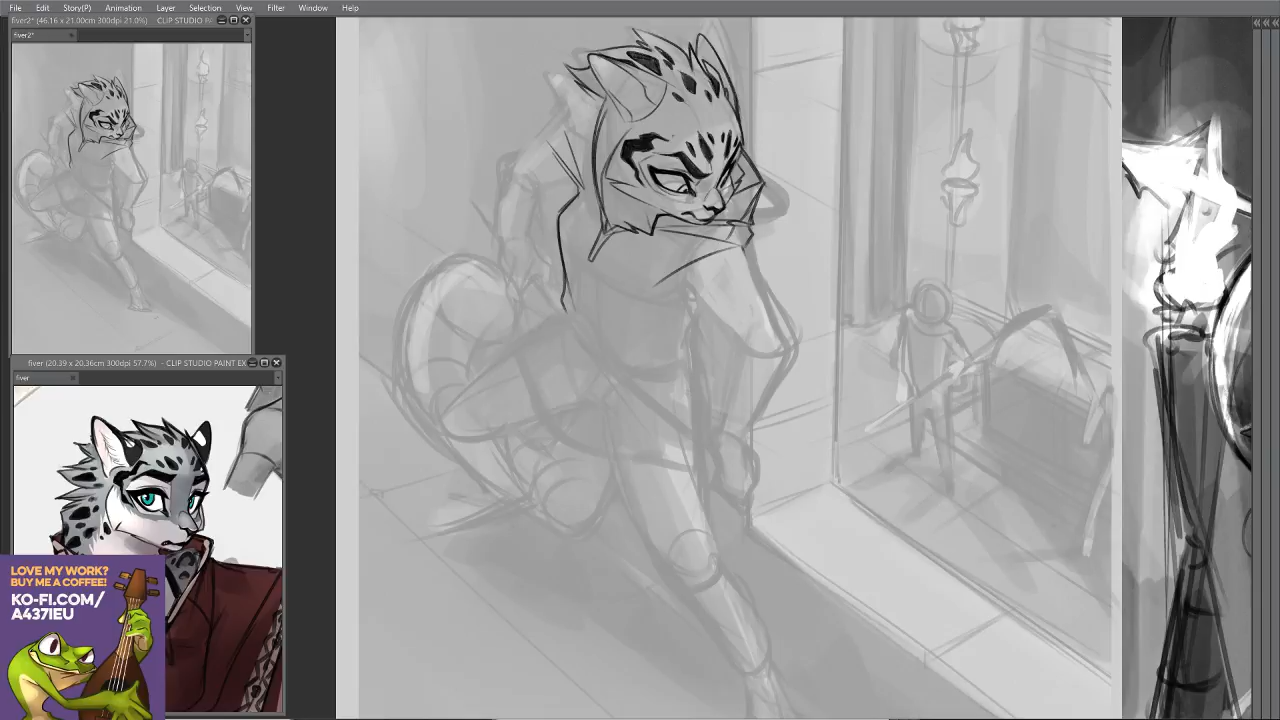 File Edit Story(P) Animation Layer Selection View Filter Window Help
fiver2* (46.16 x 21.00cm 300dpi 21.0%) CLIP STUDIO
fiver2*
fiver (20.39 x 20.36cm 300dpi 57.7%) - CLIP STUDIO PAINT EX
fiver
LOVE MY WORK?
BUY ME A COFFEE!
KO-FI.COM/
A437IEU